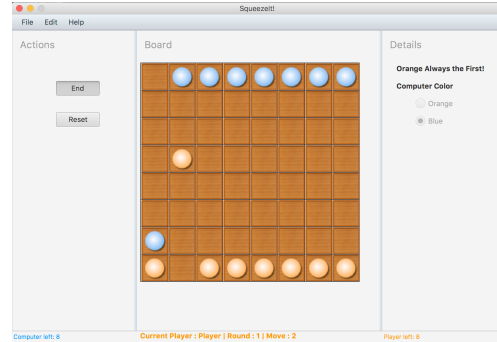 SqueezeIt!
File Edit Help
Actions
Board
Details
End
Reset
Orange Always the First!
Computer Color
Orange
Blue
Computer left: 8
Current Player : Player | Round : 1 | Move : 2
Player left: 8